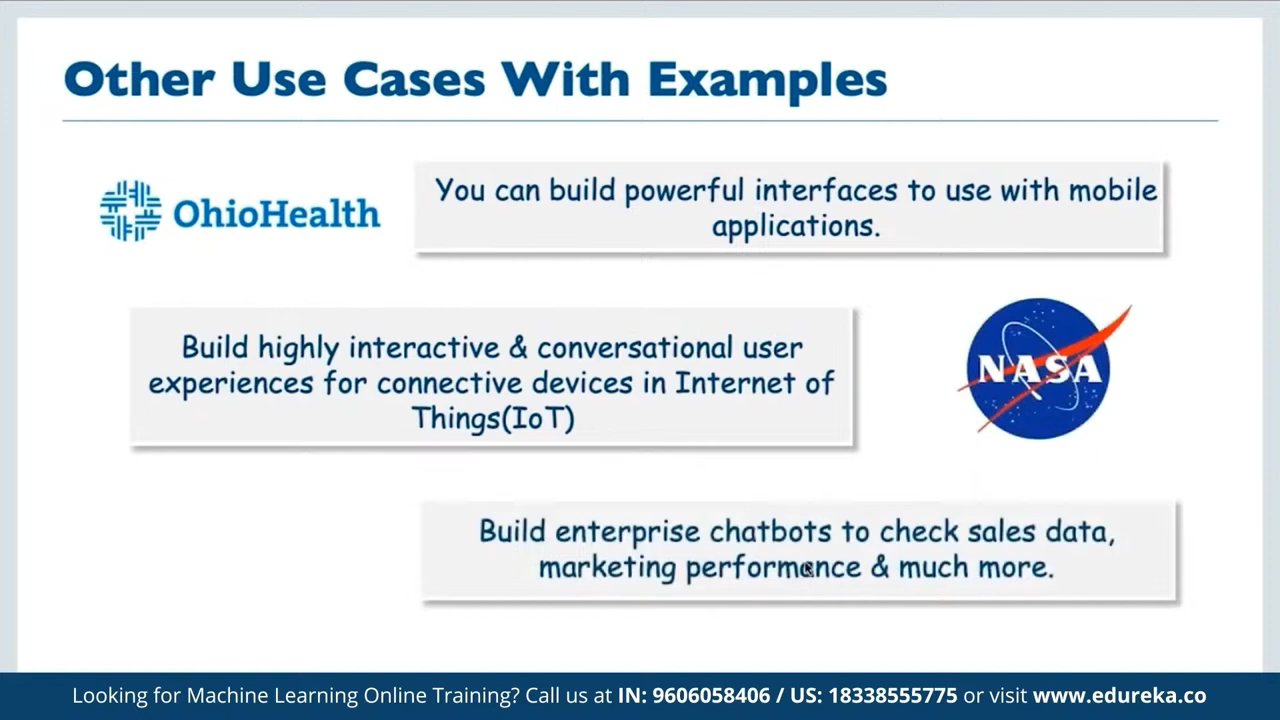 Other Use Cases With Examples
OhioHealth
You can build powerful interfaces to use with mobile
applications.
Build highly interactive & conversational user
experiences for connective devices in Internet of
Things(IoT)
NASA
Build enterprise chatbots to check sales data,
marketing performance & much more.
Looking for Machine Learning Online Training? Call us at IN: 9606058406 / US: 18338555775 or visit www.edureka.co